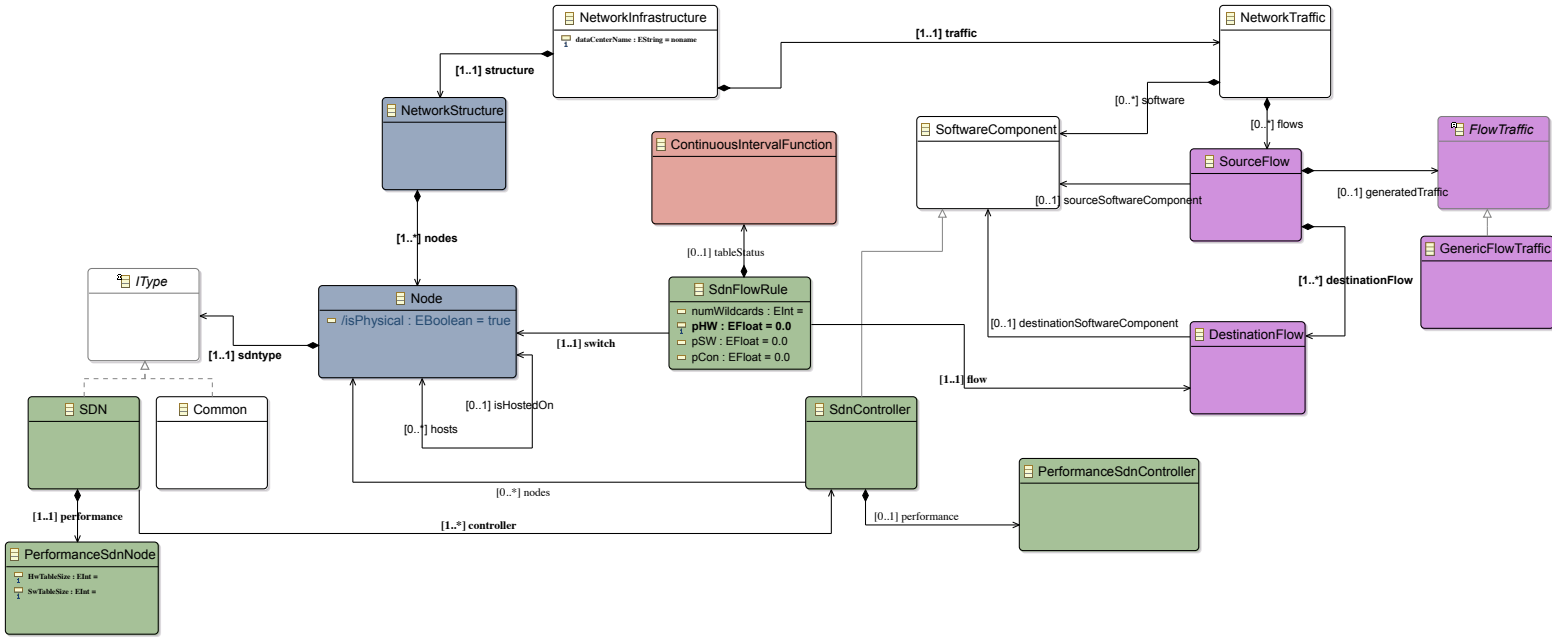 NetworkInfrastructure
dataCenterName : EString = noname
NetworkTraffic
[1..1] traffic
[1..1] structure
NetworkStructure
[0..*] software
[0..*] flows
SoftwareComponent
FlowTraffic
ContinuousIntervalFunction
SourceFlow
[0..1] sourceSoftwareComponent
[0..1] generatedTraffic
[1..*] nodes
[0..1] tableStatus
GenericFlowTraffic
IType
[1..*] destinationFlow
Node
/isPhysical : EBoolean = true
SdnFlowRule
numWildcards : EInt =
pHW : EFloat = 0.0
pSW : EFloat = 0.0
pCon : EFloat = 0.0
[0..1] destinationSoftwareComponent
DestinationFlow
[1..1] switch
[1..1] sdntype
[1..1] flow
SDN
Common
[0..1] isHostedOn
SdnController
[0..*] hosts
PerformanceSdnController
[0..*] nodes
[1..1] performance
[0..1] performance
[1..*] controller
PerformanceSdnNode
HwTableSize : EInt =
SwTableSize : EInt =